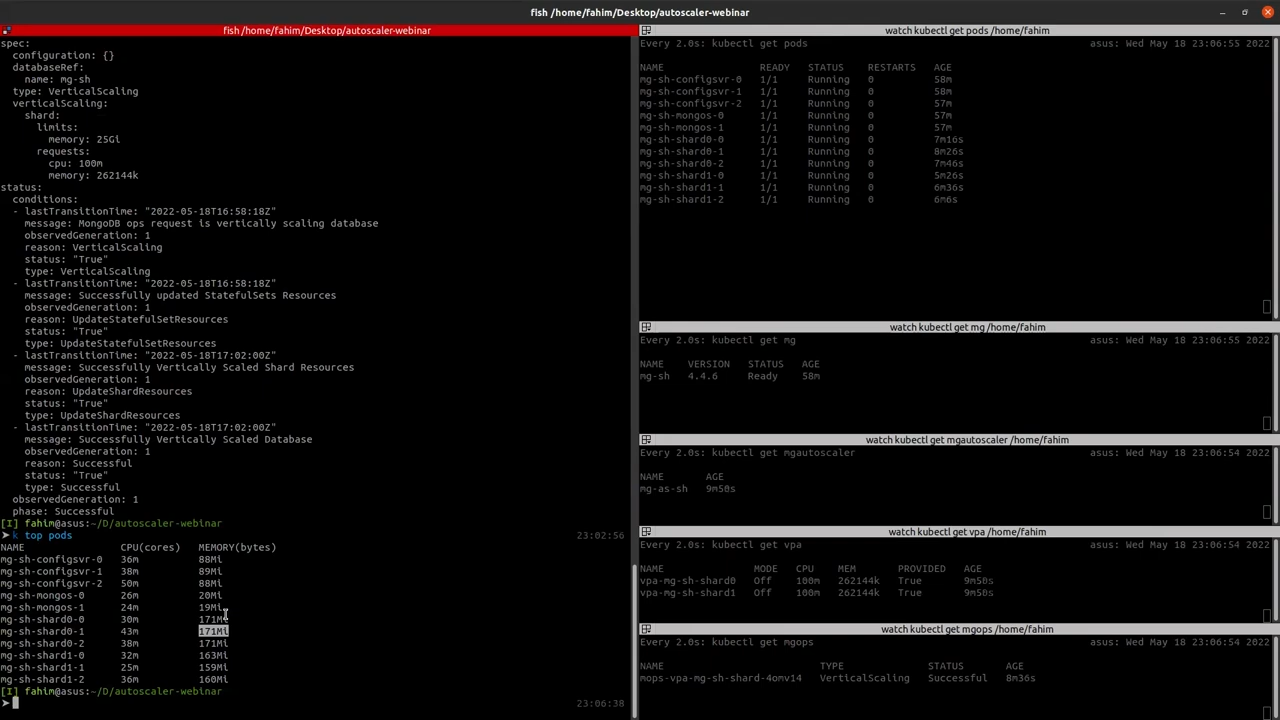 fish /home/fahim/Desktop/autoscaler-webinar
fish /home/fahim/Desktop/autoscaler-webinar
spec:
configuration: {}
databaseRef:
name: mg-sh
type: VerticalScaling
verticalScaling:
shard:
limits:
memory: 25Gi
requests:
cpu: 100m
memory: 262144k
status:
conditions:
- lastTransitionTime: "2022-05-18T16:58:18Z"
message: MongoDB ops request is vertically scaling database
observedGeneration: 1
reason: VerticalScaling
status: "True"
type: VerticalScaling
- lastTransitionTime: "2022-05-18T16:58:18Z"
message: Successfully updated StatefulSets Resources
observedGeneration: 1
reason: UpdateStatefulSetResources
status: "True"
type: UpdateStatefulSetResources
- lastTransitionTime: "2022-05-18T17:02:00Z"
message: Successfully Vertically Scaled Shard Resources
observedGeneration: 1
reason: UpdateShardResources
status: "True"
type: UpdateShardResources
- lastTransitionTime: "2022-05-18T17:02:00Z"
message: Successfully Vertically Scaled Database
observedGeneration: 1
reason: Successful
status: "True"
type: Successful
observedGeneration: 1
phase: Successful
[I] fahim@asus:~/D/autoscaler-webinar
➤ k top pods 23:02:56
NAME CPU(cores) MEMORY(bytes)
mg-sh-configsvr-0 36m 88Mi
mg-sh-configsvr-1 38m 89Mi
mg-sh-configsvr-2 50m 88Mi
mg-sh-mongos-0 26m 20Mi
mg-sh-mongos-1 24m 19Mi
mg-sh-shard0-0 30m 171Mi
mg-sh-shard0-1 43m 171Mi
mg-sh-shard0-2 38m 171Mi
mg-sh-shard1-0 32m 163Mi
mg-sh-shard1-1 25m 159Mi
mg-sh-shard1-2 36m 160Mi
[I] fahim@asus:~/D/autoscaler-webinar
➤ 23:06:38
watch kubectl get pods /home/fahim
Every 2.0s: kubectl get pods asus: Wed May 18 23:06:55 2022
NAME READY STATUS RESTARTS AGE
mg-sh-configsvr-0 1/1 Running 0 58m
mg-sh-configsvr-1 1/1 Running 0 58m
mg-sh-configsvr-2 1/1 Running 0 57m
mg-sh-mongos-0 1/1 Running 0 57m
mg-sh-mongos-1 1/1 Running 0 57m
mg-sh-shard0-0 1/1 Running 0 7m16s
mg-sh-shard0-1 1/1 Running 0 8m26s
mg-sh-shard0-2 1/1 Running 0 7m46s
mg-sh-shard1-0 1/1 Running 0 5m26s
mg-sh-shard1-1 1/1 Running 0 6m36s
mg-sh-shard1-2 1/1 Running 0 6m6s
watch kubectl get mg /home/fahim
Every 2.0s: kubectl get mg asus: Wed May 18 23:06:55 2022
NAME VERSION STATUS AGE
mg-sh 4.4.6 Ready 58m
watch kubectl get mgautoscaler /home/fahim
Every 2.0s: kubectl get mgautoscaler asus: Wed May 18 23:06:54 2022
NAME AGE
mg-as-sh 9m50s
watch kubectl get vpa /home/fahim
Every 2.0s: kubectl get vpa asus: Wed May 18 23:06:54 2022
NAME MODE CPU MEM PROVIDED AGE
vpa-mg-sh-shard0 Off 100m 262144k True 9m50s
vpa-mg-sh-shard1 Off 100m 262144k True 9m50s
watch kubectl get mgops /home/fahim
Every 2.0s: kubectl get mgops asus: Wed May 18 23:06:54 2022
NAME TYPE STATUS AGE
mops-vpa-mg-sh-shard-4omv14 VerticalScaling Successful 8m36s